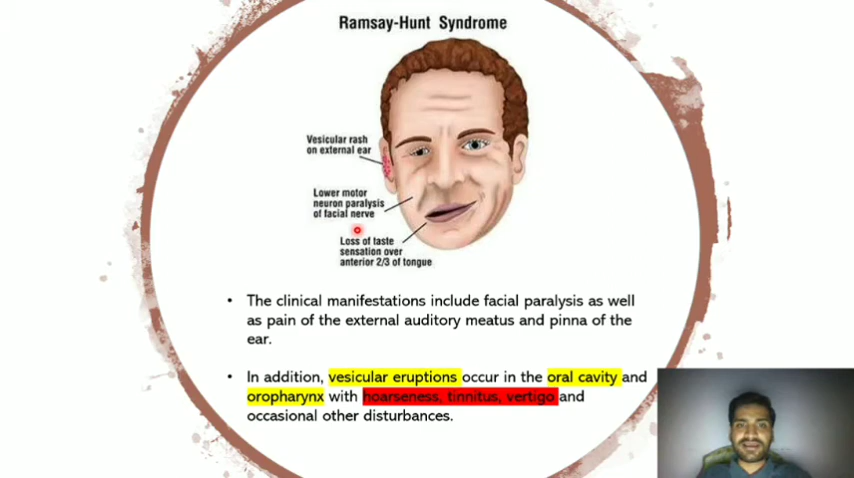 Ramsay-Hunt Syndrome
Vesicular rash
on external ear
Lower motor
neuron paralysis
of facial nerve
Loss of taste
sensation over
anterior 2/3 of tongue
• The clinical manifestations include facial paralysis as well
as pain of the external auditory meatus and pinna of the
ear.
• In addition, vesicular eruptions occur in the oral cavity and
oropharynx with hoarseness, tinnitus, vertigo and
occasional other disturbances.